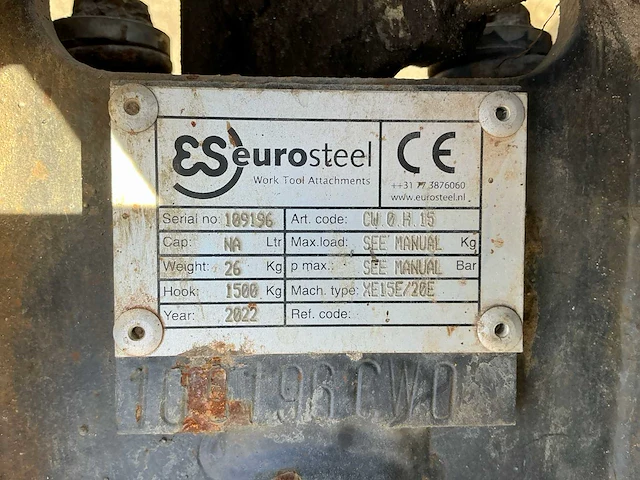 ES eurosteel
Work Tool Attachments
CE
++31 77 3876060
www.eurosteel.nl
Serial no: 109196 Art. code: CW 0 H 15
Cap: NA Ltr Max.load: SEE MANUAL Kg
Weight: 26 Kg p max.: SEE MANUAL Bar
Hook: 1500 Kg Mach. type: XE15E/20E
Year: 2022 Ref. code: